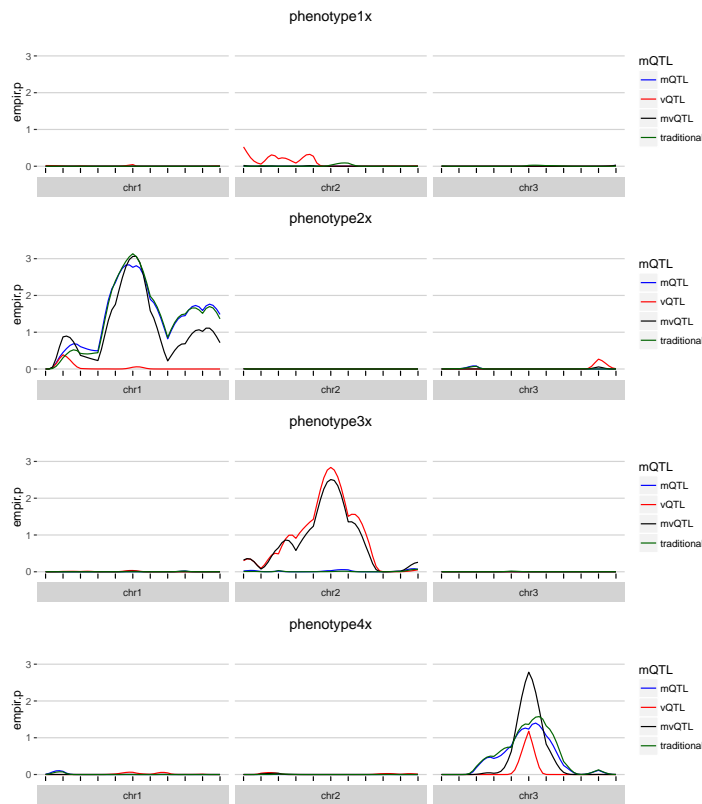 phenotype1x
3
2
1
0
empir.p
chr1
chr2
chr3
mQTL
mQTL
vQTL
mvQTL
traditional
phenotype2x
3
2
1
0
empir.p
chr1
chr2
chr3
mQTL
mQTL
vQTL
mvQTL
traditional
phenotype3x
3
2
1
0
empir.p
chr1
chr2
chr3
mQTL
mQTL
vQTL
mvQTL
traditional
phenotype4x
3
2
1
0
empir.p
chr1
chr2
chr3
mQTL
mQTL
vQTL
mvQTL
traditional